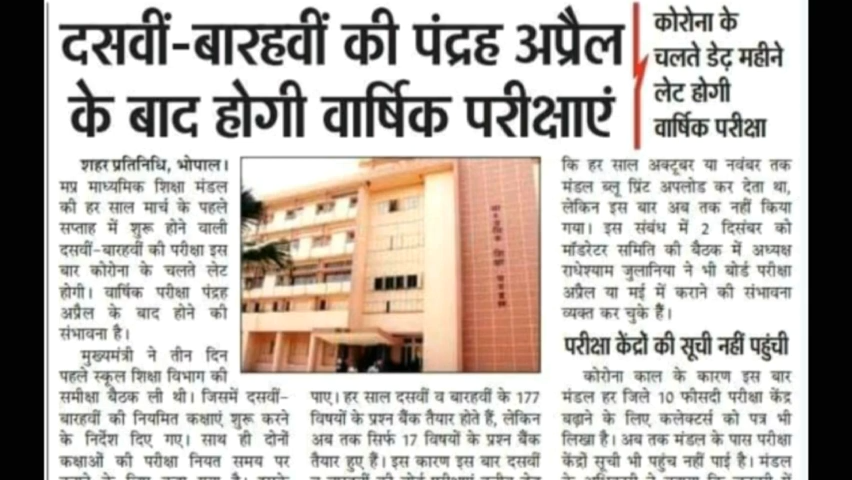 दसवीं-बारहवीं की पंद्रह अप्रैल
के बाद होगी वार्षिक परीक्षाएं
कोरोना के
चलते डेढ़ महीने
लेट होगी
वार्षिक परीक्षा
शहर प्रतिनिधि, भोपाल।
मप्र माध्यमिक शिक्षा मंडल
की हर साल मार्च के पहले
सप्ताह में शुरू होने वाली
दसवीं-बारहवीं की परीक्षा इस
बार कोरोना के चलते लेट
होगी। वार्षिक परीक्षा पंद्रह
अप्रैल के बाद होने की
संभावना है।
मुख्यमंत्री ने तीन दिन
पहले स्कूल शिक्षा विभाग की
समीक्षा बैठक ली थी। जिसमें दसवीं-
बारहवीं की नियमित कक्षाएं शुरू करने
के निर्देश दिए गए। साथ ही दोनों
कक्षाओं की परीक्षा नियत समय पर
माध्यमिक शिक्षा मण्डल
पाए। हर साल दसवीं व बारहवीं के 177
विषयों के प्रश्न बैंक तैयार होते हैं, लेकिन
अब तक सिर्फ 17 विषयों के प्रश्न बैंक
तैयार हुए हैं। इस कारण इस बार दसवीं
कि हर साल अक्टूबर या नवंबर तक
मंडल ब्लू प्रिंट अपलोड कर देता था,
लेकिन इस बार अब तक नहीं किया
गया। इस संबंध में 2 दिसंबर को
मॉडरेटर समिति की बैठक में अध्यक्ष
राधेश्याम जुलानिया ने भी बोर्ड परीक्षा
अप्रैल या मई में कराने की संभावना
व्यक्त कर चुके हैं।
परीक्षा केंद्रों की सूची नहीं पहुंची
कोरोना काल के कारण इस बार
मंडल हर जिले 10 फीसदी परीक्षा केंद्र
बढ़ाने के लिए कलेक्टर्स को पत्र भी
लिखा है। अब तक मंडल के पास परीक्षा
केंद्रों सूची भी पहुंच नहीं पाई है। मंडल